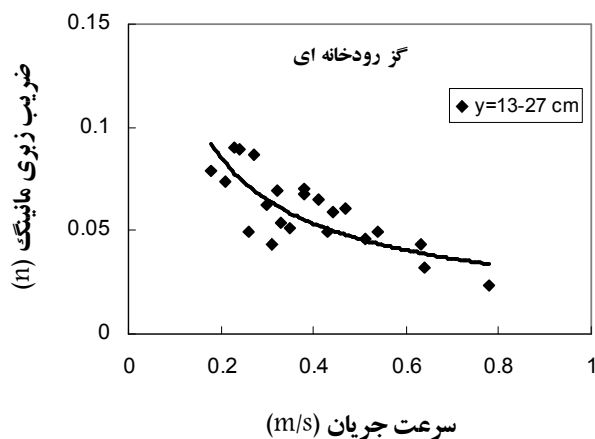 گز رودخانه ای
y=13-27 cm
ضریب زبری مانینگ (n)
0.15
0.1
0.05
0
0 0.2 0.4 0.6 0.8 1
سرعت جریان (m/s)